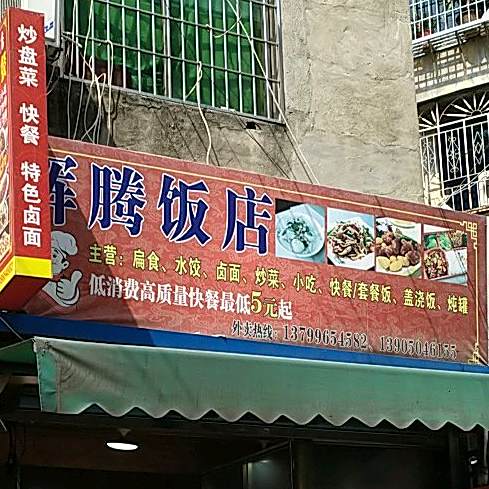 炒盘菜 快餐 特色卤面
辉腾饭店
主营：扁食、水饺、卤面、炒菜、小吃、快餐/套餐饭、盖浇饭、炖罐
低消费高质量快餐最低5元起
外卖热线：13799654582、13905046155